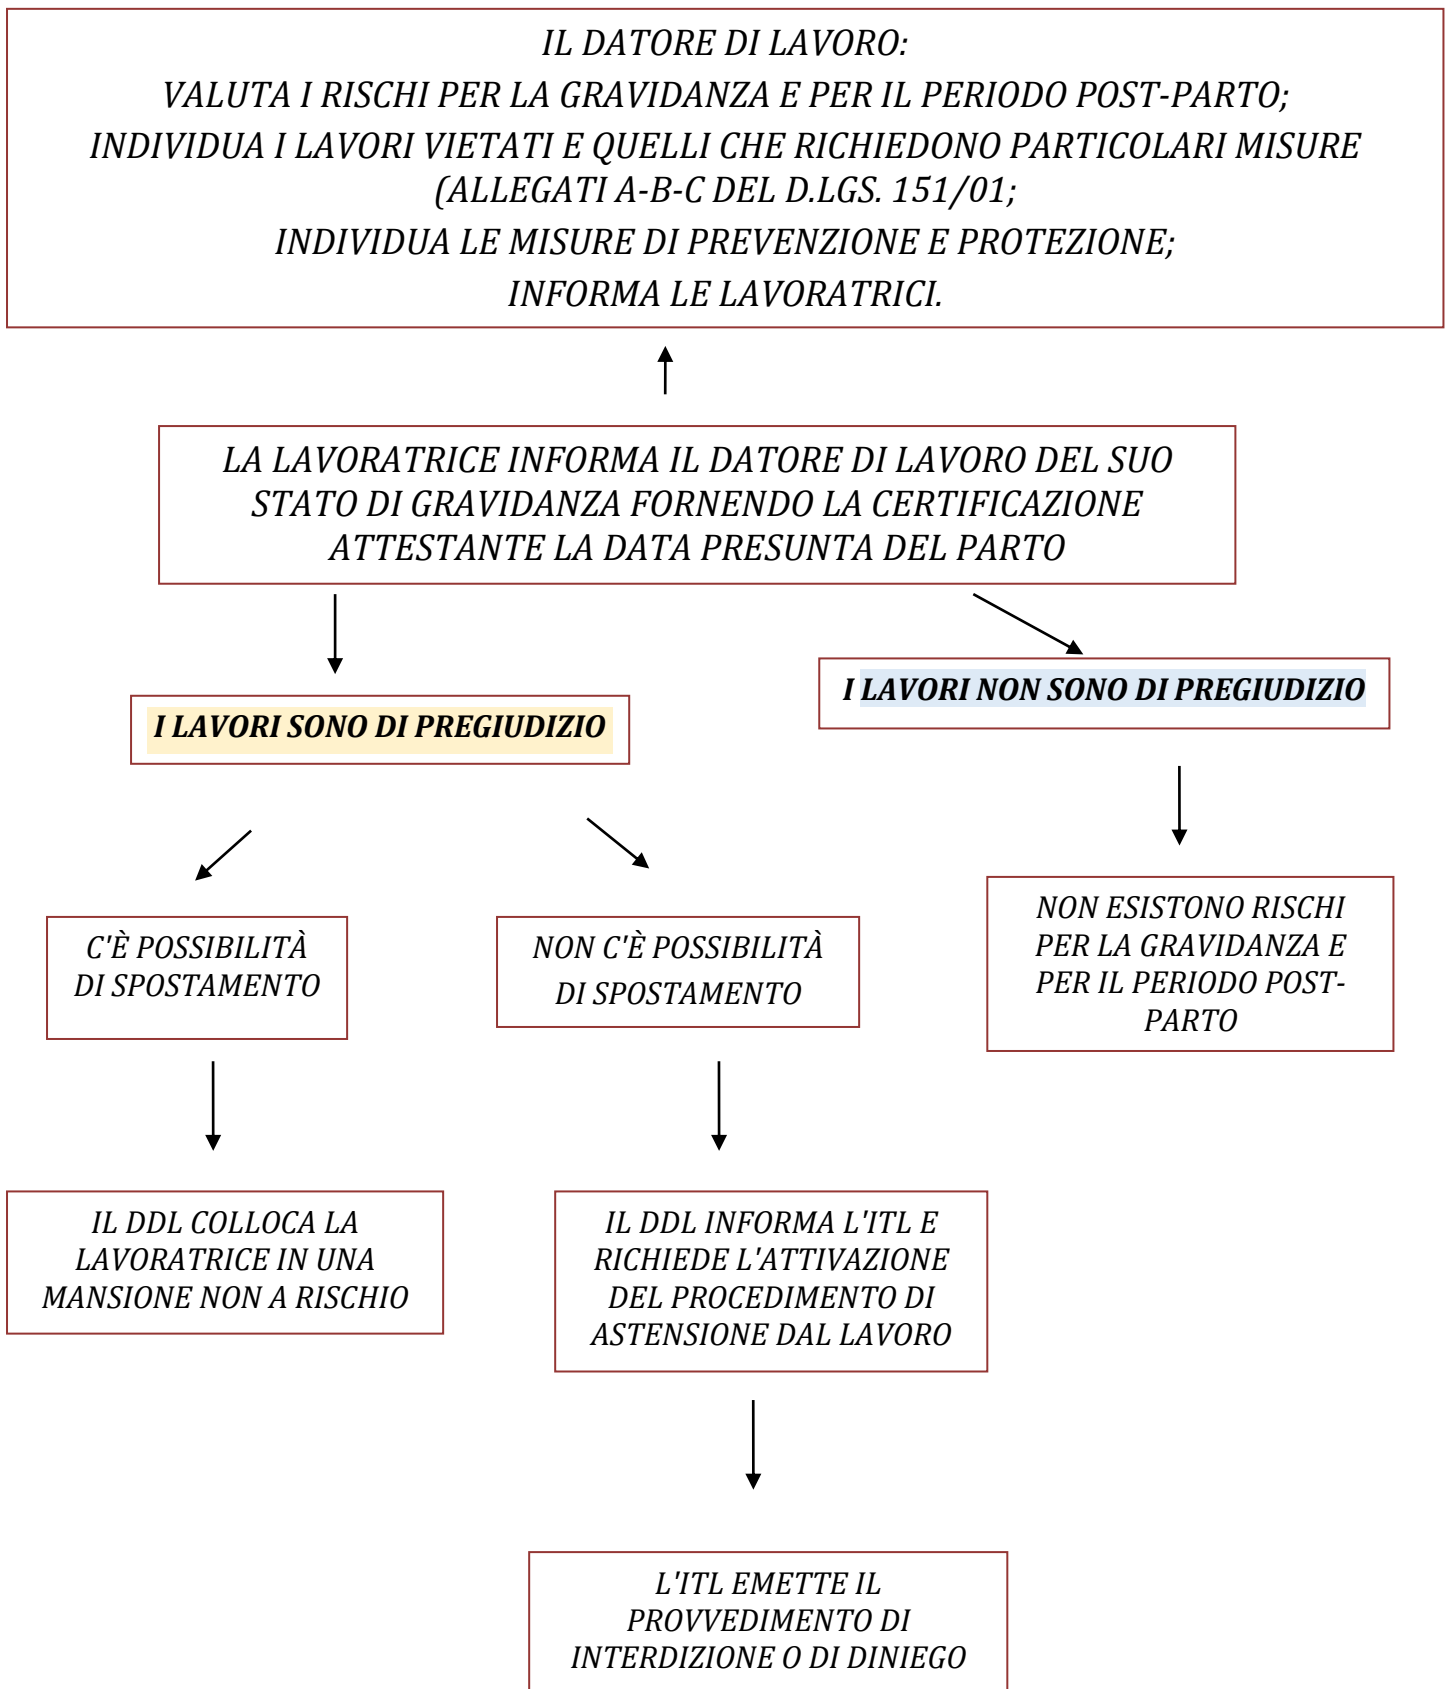 IL DATORE DI LAVORO:
VALUTA I RISCHI PER LA GRAVIDANZA E PER IL PERIODO POST-PARTO;
INDIVIDUA I LAVORI VIETATI E QUELLI CHE RICHIEDONO PARTICOLARI MISURE
(ALLEGATI A-B-C DEL D.LGS. 151/01;
INDIVIDUA LE MISURE DI PREVENZIONE E PROTEZIONE;
INFORMA LE LAVORATRICI.
LA LAVORATRICE INFORMA IL DATORE DI LAVORO DEL SUO
STATO DI GRAVIDANZA FORNENDO LA CERTIFICAZIONE
ATTESTANTE LA DATA PRESUNTA DEL PARTO
I LAVORI SONO DI PREGIUDIZIO
I LAVORI NON SONO DI PREGIUDIZIO
C'È POSSIBILITÀ
DI SPOSTAMENTO
NON C'È POSSIBILITÀ
DI SPOSTAMENTO
NON ESISTONO RISCHI
PER LA GRAVIDANZA E
PER IL PERIODO POST-
PARTO
IL DDL COLLOCA LA
LAVORATRICE IN UNA
MANSIONE NON A RISCHIO
IL DDL INFORMA L'ITL E
RICHIEDE L'ATTIVAZIONE
DEL PROCEDIMENTO DI
ASTENSIONE DAL LAVORO
L'ITL EMETTE IL
PROVVEDIMENTO DI
INTERDIZIONE O DI DINIEGO